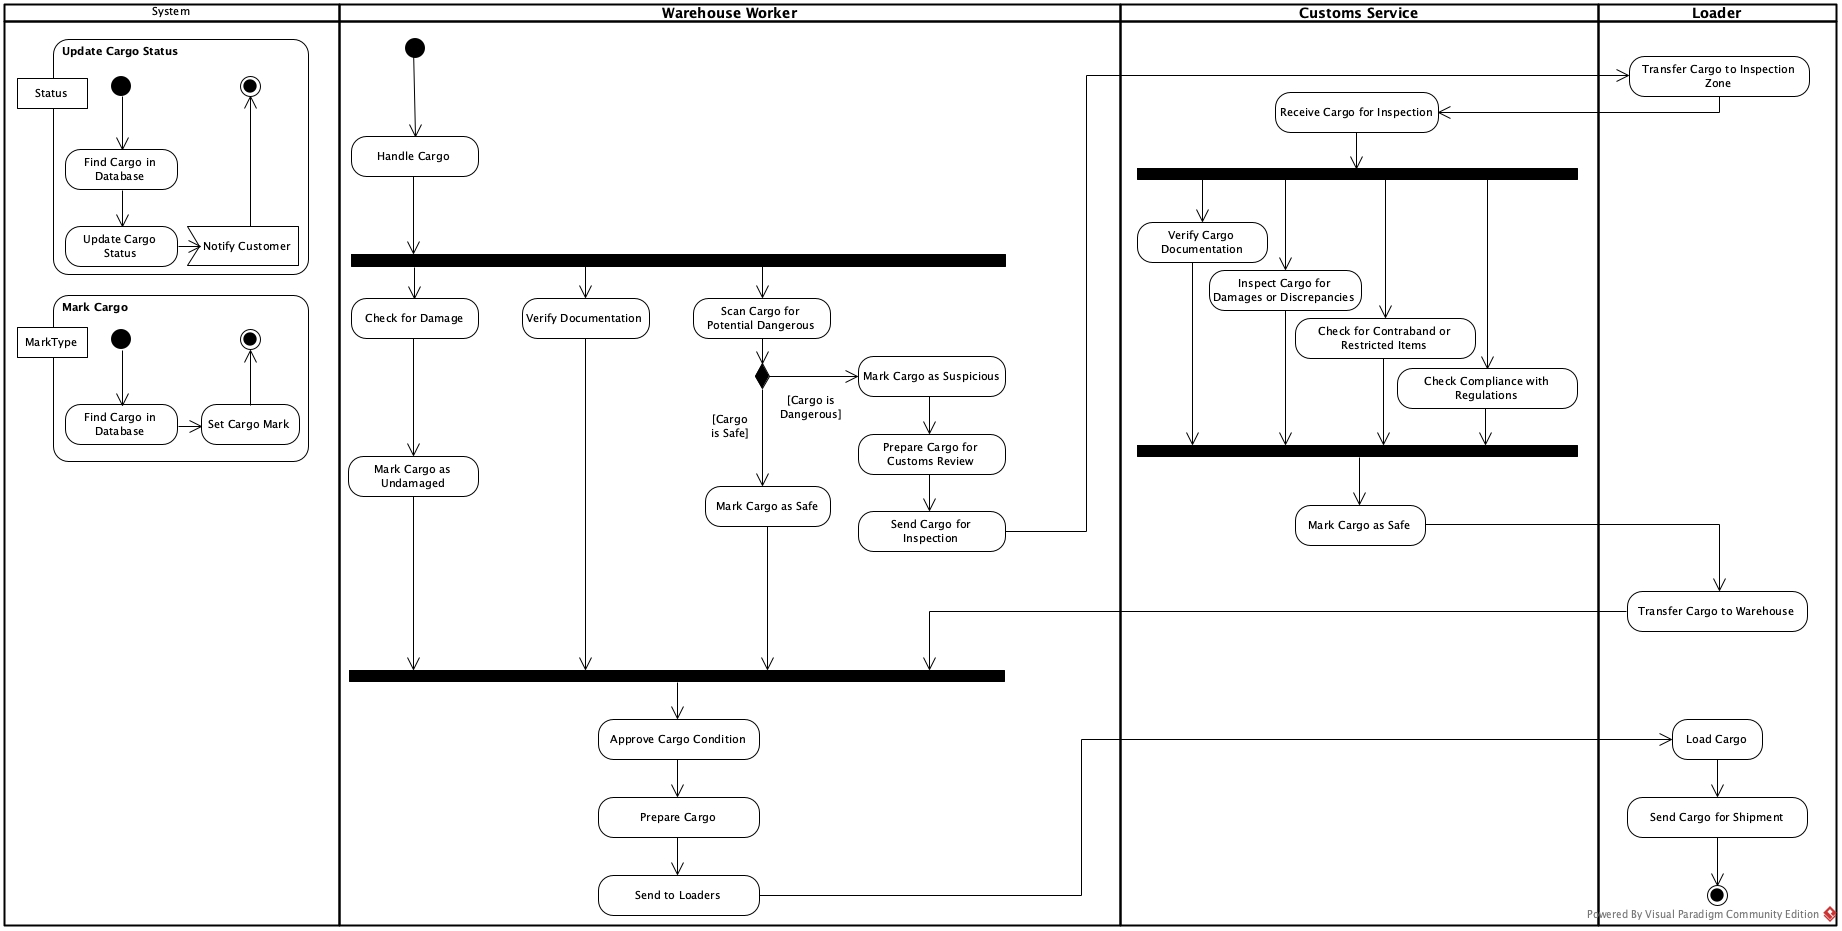 System
Warehouse Worker
Customs Service
Loader
Update Cargo Status
Status
Find Cargo in
Database
Update Cargo
Status
Notify Customer
Mark Cargo
MarkType
Find Cargo in
Database
Set Cargo Mark
Handle Cargo
Check for Damage
Verify Documentation
Scan Cargo for
Potential Dangerous
[Cargo
is Safe]
[Cargo is
Dangerous]
Mark Cargo as Suspicious
Prepare Cargo for
Customs Review
Send Cargo for
Inspection
Mark Cargo as
Undamaged
Mark Cargo as Safe
Approve Cargo Condition
Prepare Cargo
Send to Loaders
Receive Cargo for Inspection
Verify Cargo
Documentation
Inspect Cargo for
Damages or Discrepancies
Check for Contraband or
Restricted Items
Check Compliance with
Regulations
Mark Cargo as Safe
Transfer Cargo to Inspection
Zone
Transfer Cargo to Warehouse
Load Cargo
Send Cargo for Shipment
Powered By Visual Paradigm Community Edition